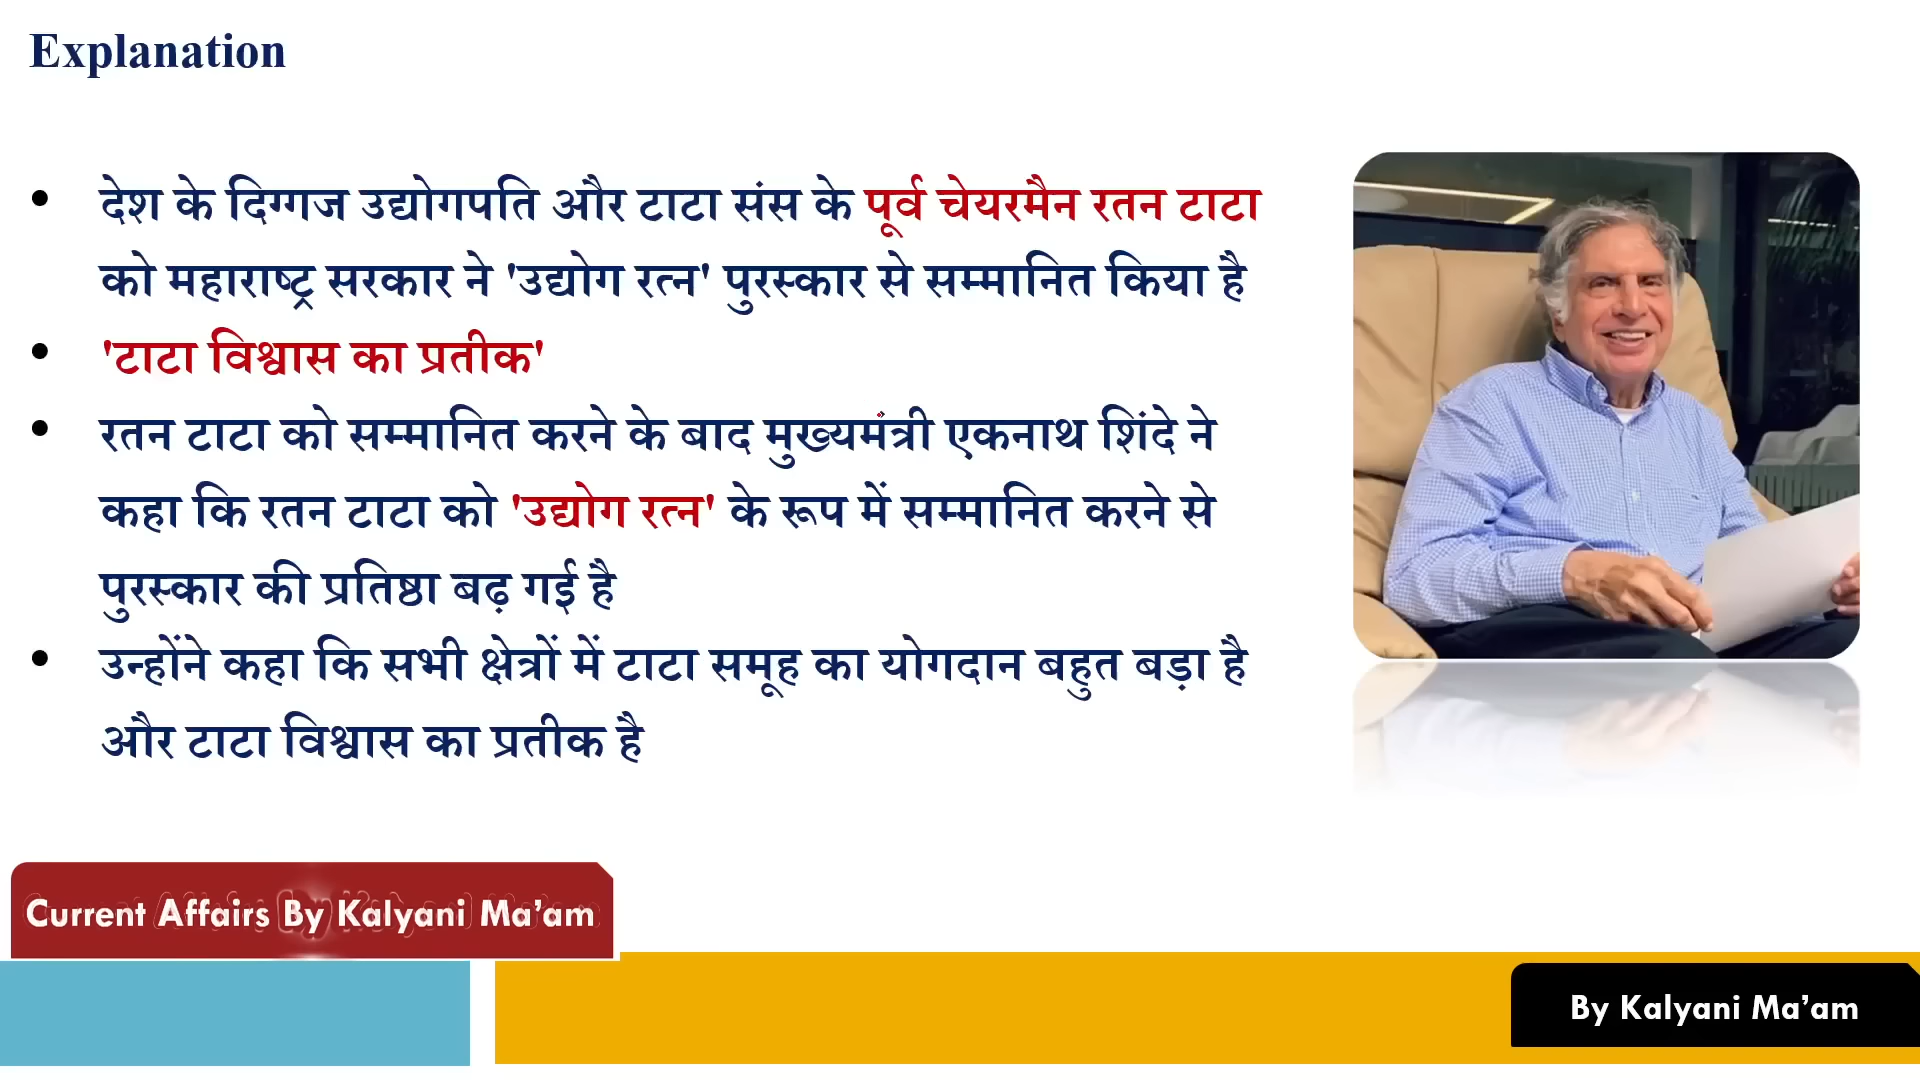 Explanation
• देश के दिग्गज उद्योगपति और टाटा संस के पूर्व चेयरमैन रतन टाटा
को महाराष्ट्र सरकार ने 'उद्योग रत्न' पुरस्कार से सम्मानित किया है
• 'टाटा विश्वास का प्रतीक'
• रतन टाटा को सम्मानित करने के बाद मुख्यमंत्री एकनाथ शिंदे ने
कहा कि रतन टाटा को 'उद्योग रत्न' के रूप में सम्मानित करने से
पुरस्कार की प्रतिष्ठा बढ़ गई है
• उन्होंने कहा कि सभी क्षेत्रों में टाटा समूह का योगदान बहुत बड़ा है
और टाटा विश्वास का प्रतीक है
Current Affairs By Kalyani Ma’am
By Kalyani Ma’am